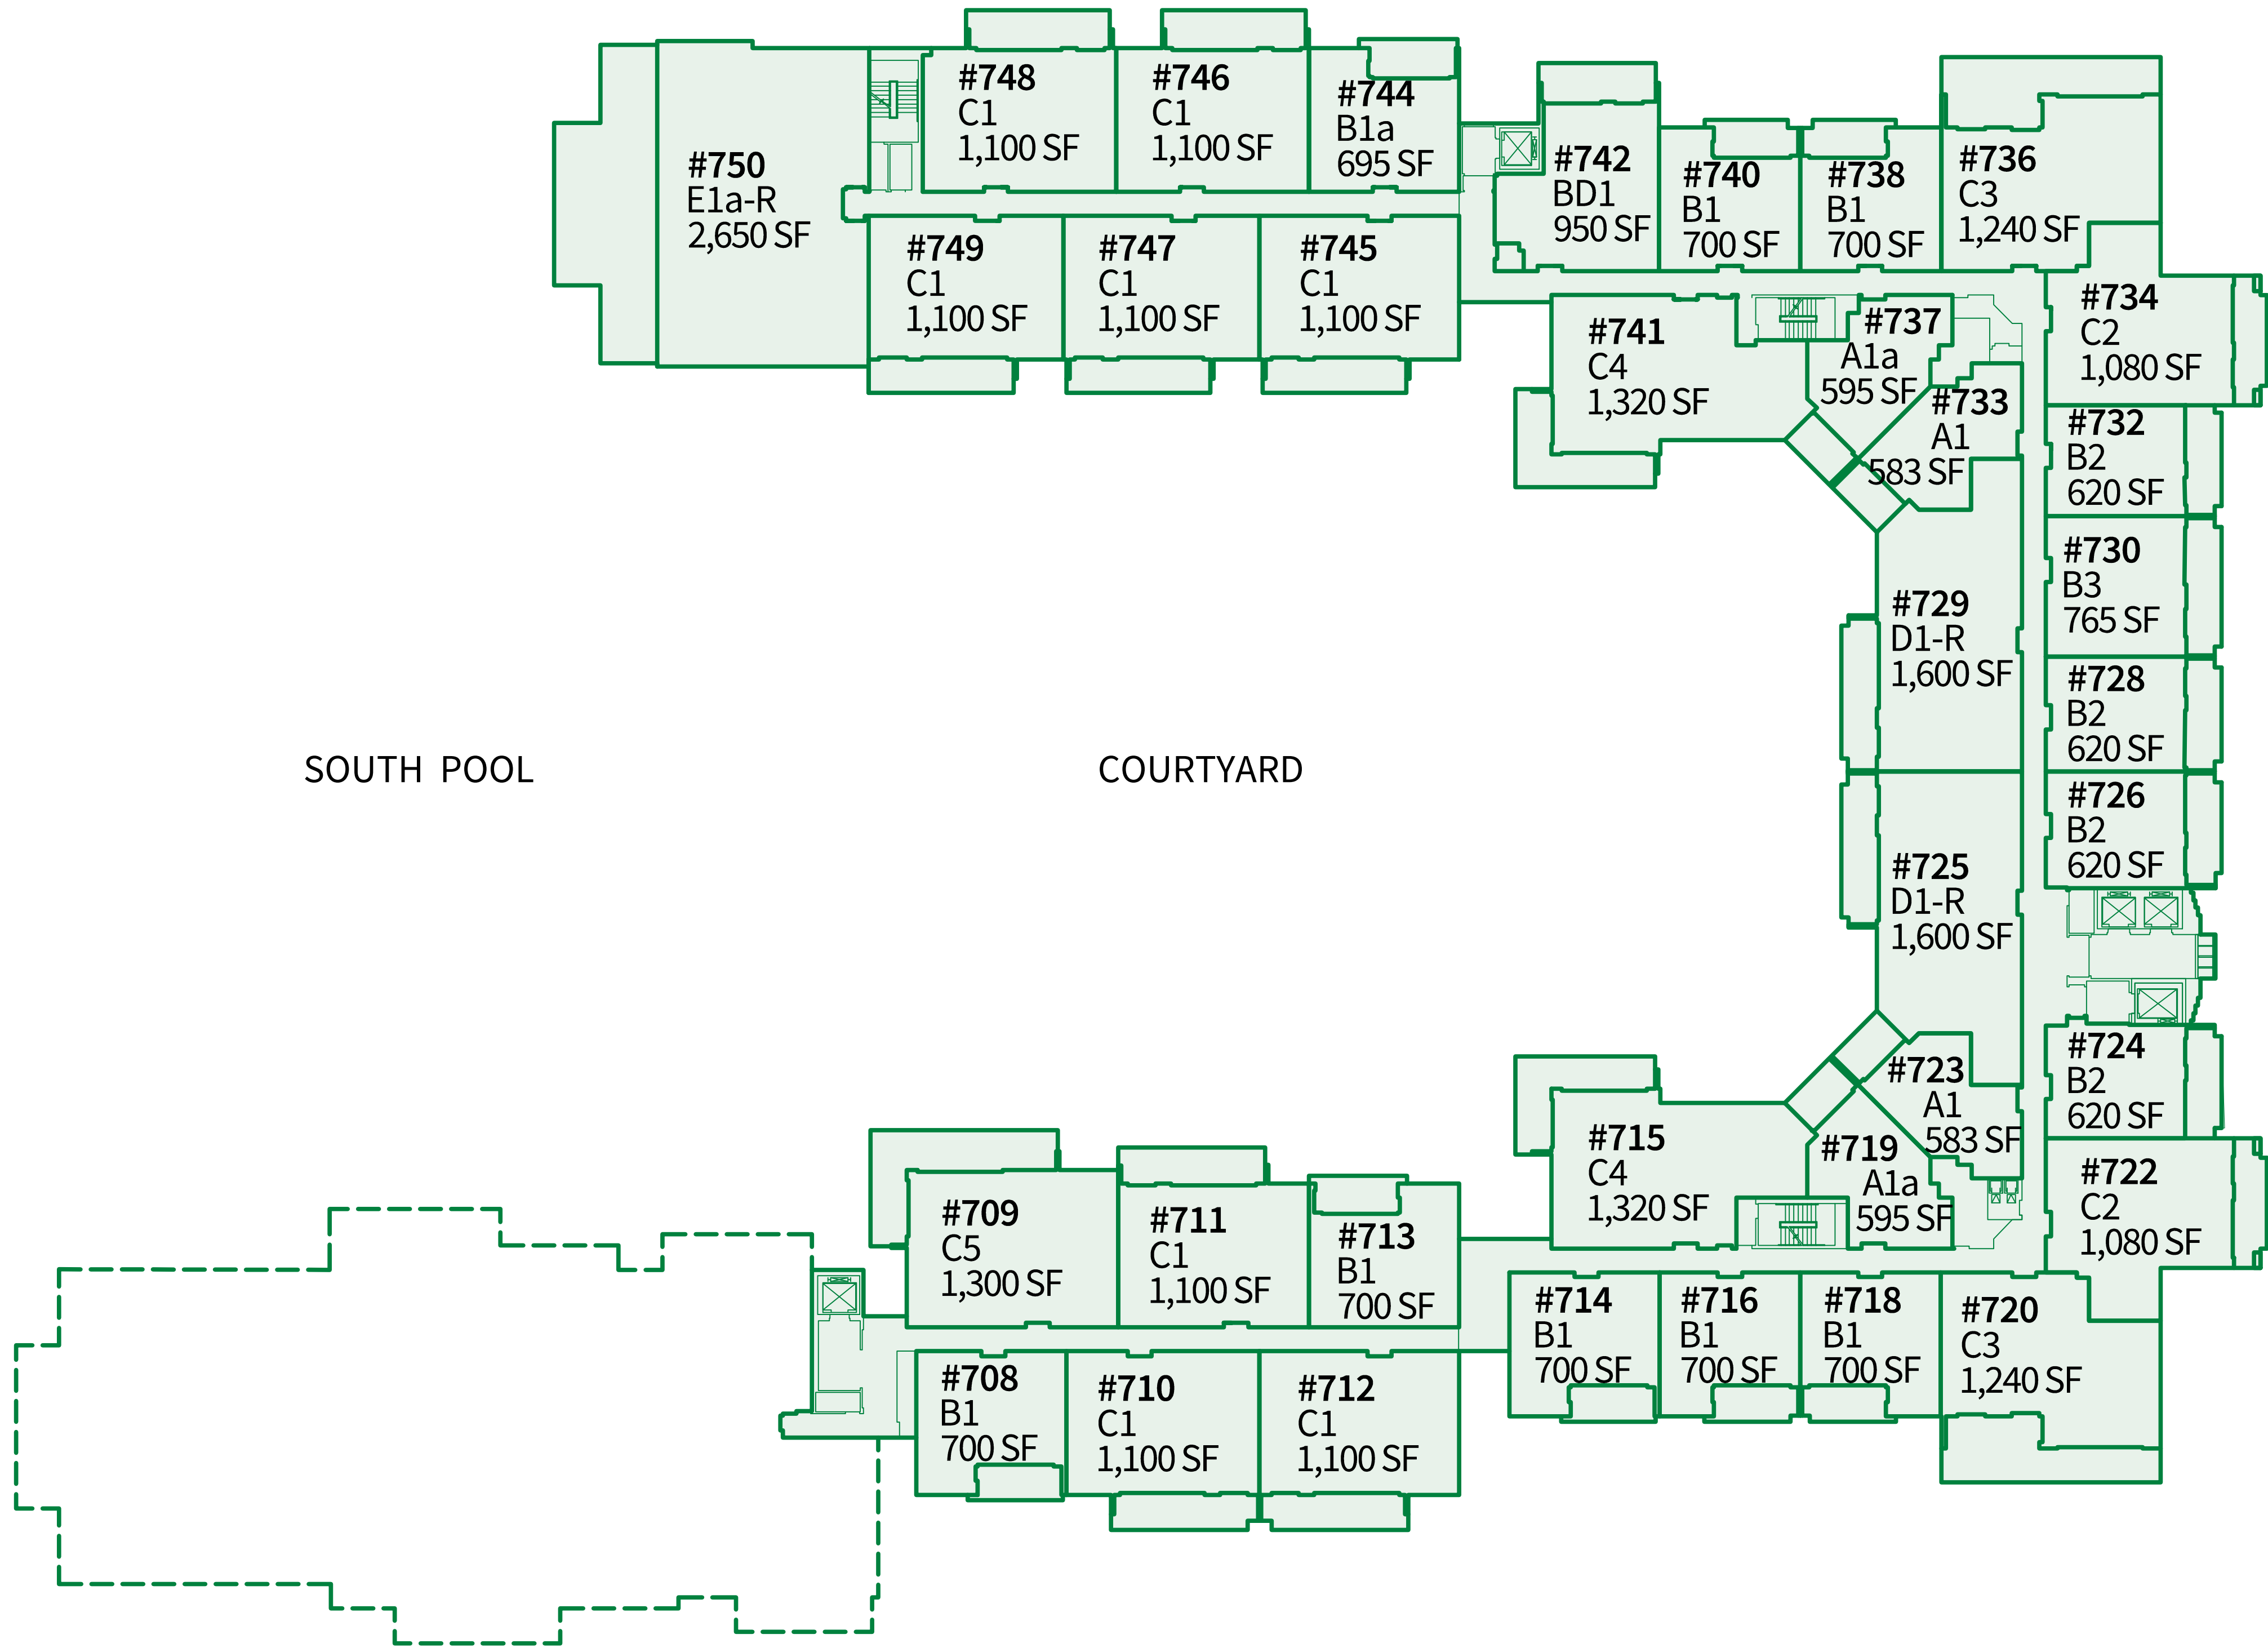 #748
C1
1,100 SF
#746
C1
1,100 SF
#744
B1a
695 SF
#750
E1a-R
2,650 SF
#742
BD1
950 SF
#740
B1
700 SF
#738
B1
700 SF
#736
C3
1,240 SF
#749
C1
1,100 SF
#747
C1
1,100 SF
#745
C1
1,100 SF
#741
C4
1,320 SF
#737
A1a
595 SF
#733
A1
583 SF
#734
C2
1,080 SF
#732
B2
620 SF
#730
B3
765 SF
#729
D1-R
1,600 SF
#728
B2
620 SF
SOUTH POOL
COURTYARD
#726
B2
620 SF
#725
D1-R
1,600 SF
#724
B2
620 SF
#723
A1
583 SF
#715
C4
1,320 SF
#719
A1a
595 SF
#722
C2
1,080 SF
#709
C5
1,300 SF
#711
C1
1,100 SF
#713
B1
700 SF
#714
B1
700 SF
#716
B1
700 SF
#718
B1
700 SF
#720
C3
1,240 SF
#708
B1
700 SF
#710
C1
1,100 SF
#712
C1
1,100 SF